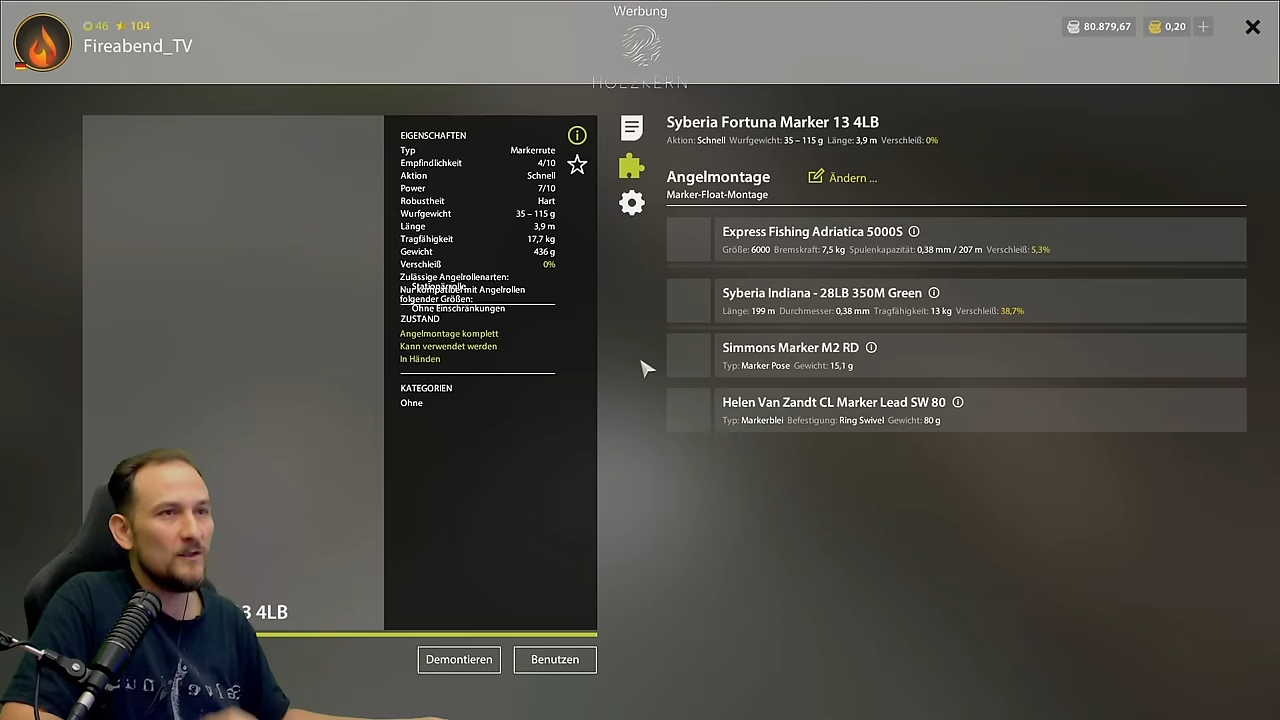 Werbung
HOLZKERN
46 104
Fireabend_TV
80.879,67
0,20
EIGENSCHAFTEN
Typ Markerrute
Empfindlichkeit 4/10
Aktion Schnell
Power 7/10
Robustheit Hart
Wurfgewicht 35 – 115 g
Länge 3,9 m
Tragfähigkeit 17,7 kg
Gewicht 436 g
Verschleiß 0%
Zulässige Angelrollenarten:
Stationärrolle
Nur kompatibel mit Angelrollen
folgender Größen:
Ohne Einschränkungen
ZUSTAND
Angelmontage komplett
Kann verwendet werden
In Händen
KATEGORIEN
Ohne
3 4LB
Demontieren
Benutzen
Syberia Fortuna Marker 13 4LB
Aktion: Schnell Wurfgewicht: 35 – 115 g Länge: 3,9 m Verschleiß: 0%
Angelmontage
Ändern ...
Marker-Float-Montage
Express Fishing Adriatica 5000S
Größe: 6000 Bremskraft: 7,5 kg Spulenkapazität: 0,38 mm / 207 m Verschleiß: 5,3%
Syberia Indiana - 28LB 350M Green
Länge: 199 m Durchmesser: 0,38 mm Tragfähigkeit: 13 kg Verschleiß: 38,7%
Simmons Marker M2 RD
Typ: Marker Pose Gewicht: 15,1 g
Helen Van Zandt CL Marker Lead SW 80
Typ: Markerblei Befestigung: Ring Swivel Gewicht: 80 g